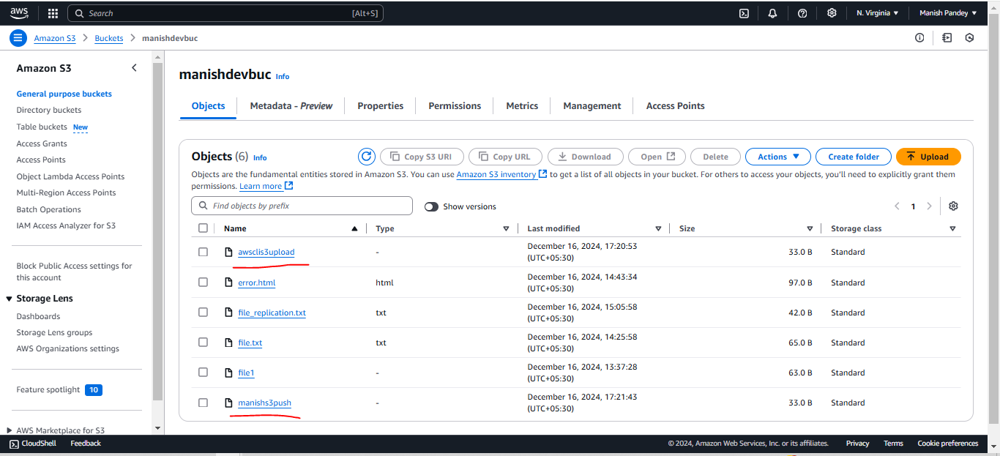 aws
Search [Alt+S]
N. Virginia
Manish Pandey
Amazon S3
Buckets
manishdevbuc
Amazon S3
General purpose buckets
Directory buckets
Table buckets New
Access Grants
Access Points
Object Lambda Access Points
Multi-Region Access Points
Batch Operations
IAM Access Analyzer for S3
Block Public Access settings for
this account
Storage Lens
Dashboards
Storage Lens groups
AWS Organizations settings
Feature spotlight 10
AWS Marketplace for S3
manishdevbuc Info
Objects Metadata - Preview Properties Permissions Metrics Management Access Points
Objects (6) Info
Copy S3 URI Copy URL Download Open Delete Actions Create folder Upload
Objects are the fundamental entities stored in Amazon S3. You can use Amazon S3 inventory to get a list of all objects in your bucket. For others to access your objects, you'll need to explicitly grant them
permissions. Learn more
Find objects by prefix
Show versions
1
Name Type Last modified Size Storage class
awsclis3upload - December 16, 2024, 17:20:53 33.0 B Standard
(UTC+05:30)
error.html html December 16, 2024, 14:43:34 97.0 B Standard
(UTC+05:30)
file_replication.txt txt December 16, 2024, 15:05:58 42.0 B Standard
(UTC+05:30)
file.txt txt December 16, 2024, 14:25:58 65.0 B Standard
(UTC+05:30)
file1 - December 16, 2024, 13:37:28 63.0 B Standard
(UTC+05:30)
manishs3push - December 16, 2024, 17:21:43 33.0 B Standard
(UTC+05:30)
CloudShell Feedback © 2024, Amazon Web Services, Inc. or its affiliates. Privacy Terms Cookie preferences